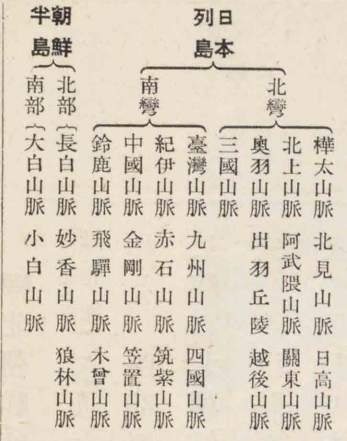 日本列島
北彎
樺太山脈 北見山脈 日高山脈
北上山脈 阿武隈山脈 關東山脈
奧羽山脈 出羽丘陵 越後山脈
三國山脈
南彎
臺灣山脈 九州山脈 四國山脈
紀伊山脈 赤石山脈 筑紫山脈
中國山脈 金剛山脈 笠置山脈
鈴鹿山脈 飛驒山脈 木曾山脈
朝鮮半島
北部
長白山脈 妙香山脈 狼林山脈
南部
大白山脈 小白山脈